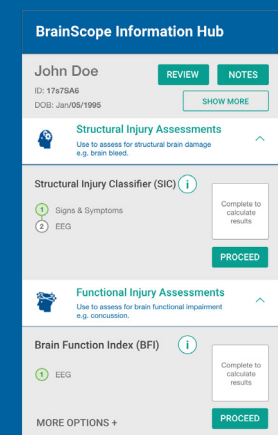 BrainScope Information Hub
John Doe
REVIEW
NOTES
ID: 17s7SA6
DOB: Jan/05/1995
SHOW MORE
Structural Injury Assessments
Use to assess for structural brain damage
e.g. brain bleed.
Structural Injury Classifier (SIC)
i
1 Signs & Symptoms
2 EEG
Complete to
calculate
results
PROCEED
Functional Injury Assessments
Use to assess for brain functional impairment
e.g. concussion.
Brain Function Index (BFI)
i
1 EEG
Complete to
calculate
results
MORE OPTIONS +
PROCEED